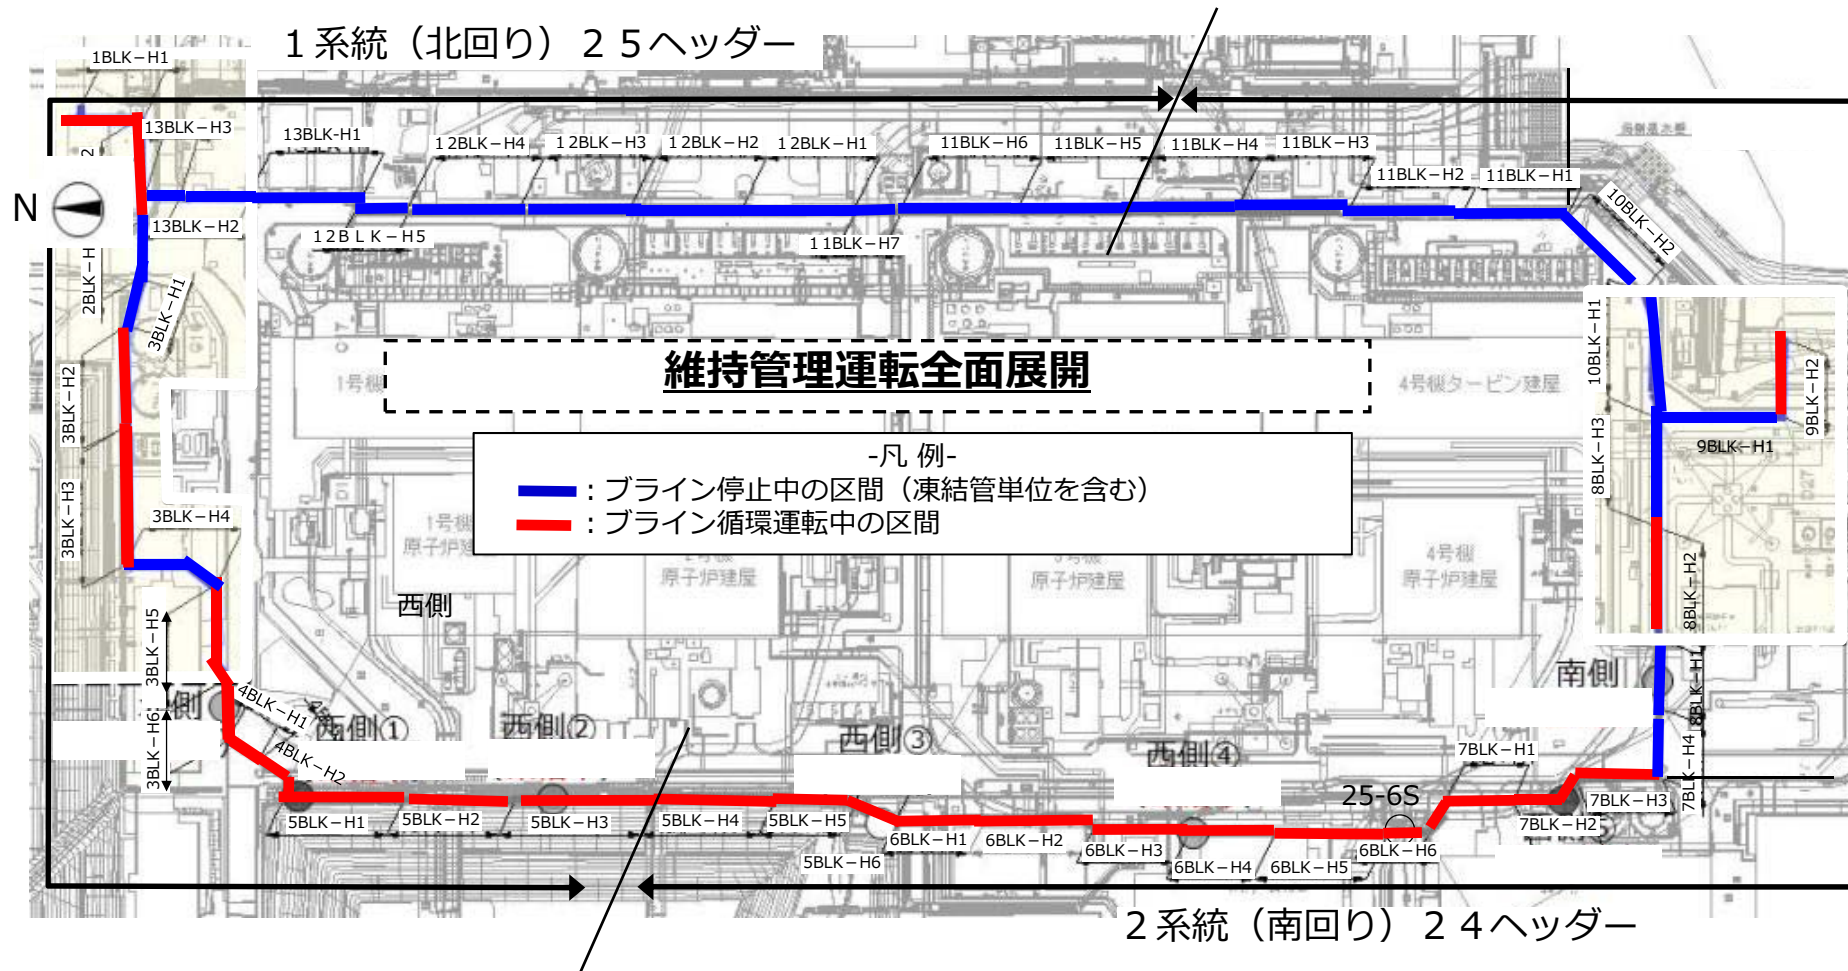 １系統（北回り）２５ヘッダー
1BLK－H1
13BLK－H3
13BLK-H1
１2BLK－H4
１2BLK－H3
１2BLK－H2
１2BLK－H1
11BLK－H6
11BLK－H5
11BLK－H4
11BLK－H3
11BLK－H2
11BLK－H1
10BLK－H2
N
13BLK－H2
12ＢＬＫ－H5
11BLK－H7
2BLK－H
3BLK－H1
10BLK－H1
維持管理運転全面展開
1号機
4号機タービン建屋
3BLK－H2
9BLK－H2
9BLK－H1
8BLK－H3
-凡 例-
：ブライン停止中の区間（凍結管単位を含む）
：ブライン循環運転中の区間
3BLK－H3
3BLK－H4
1号機
原子炉建
原子炉建屋
原子炉建屋
4号機
原子炉建屋
8BLK－H2
西側
3BLK－H5
8BLK－H1
南側
側
4BLK－H1
西側①
西側②
西側③
西側④
3BLK－H6
4BLK－H2
7BLK－H1
7BLK－H4
25-6S
5BLK－H1
5BLK－H2
5BLK－H3
5BLK－H4
5BLK－H5
5BLK－H6
6BLK－H1
6BLK－H2
6BLK－H3
6BLK－H4
6BLK－H5
6BLK－H6
7BLK－H2
7BLK－H3
２系統（南回り）２４ヘッダー